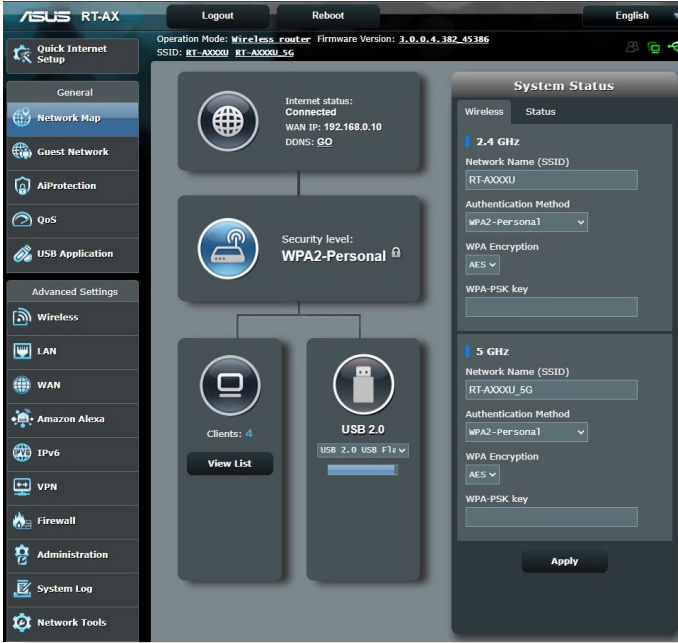 ASUS RT-AX
Logout
Reboot
English
Operation Mode: Wireless router Firmware Version: 3.0.0.4.382_45386
SSID: RT-AXXXU RT-AXXXU_5G
Quick Internet
Setup
General
Network Map
Guest Network
AiProtection
QoS
USB Application
Advanced Settings
Wireless
LAN
WAN
Amazon Alexa
IPv6
VPN
Firewall
Administration
System Log
Network Tools
Internet status:
Connected
WAN IP: 192.168.0.10
DDNS: GO
Security level:
WPA2-Personal
Clients: 4
View List
USB 2.0
USB 2.0 USB Fla
System Status
Wireless Status
2.4 GHz
Network Name (SSID)
RT-AXXXU
Authentication Method
WPA2-Personal
WPA Encryption
AES
WPA-PSK key
5 GHz
Network Name (SSID)
RT-AXXXU_5G
Authentication Method
WPA2-Personal
WPA Encryption
AES
WPA-PSK key
Apply